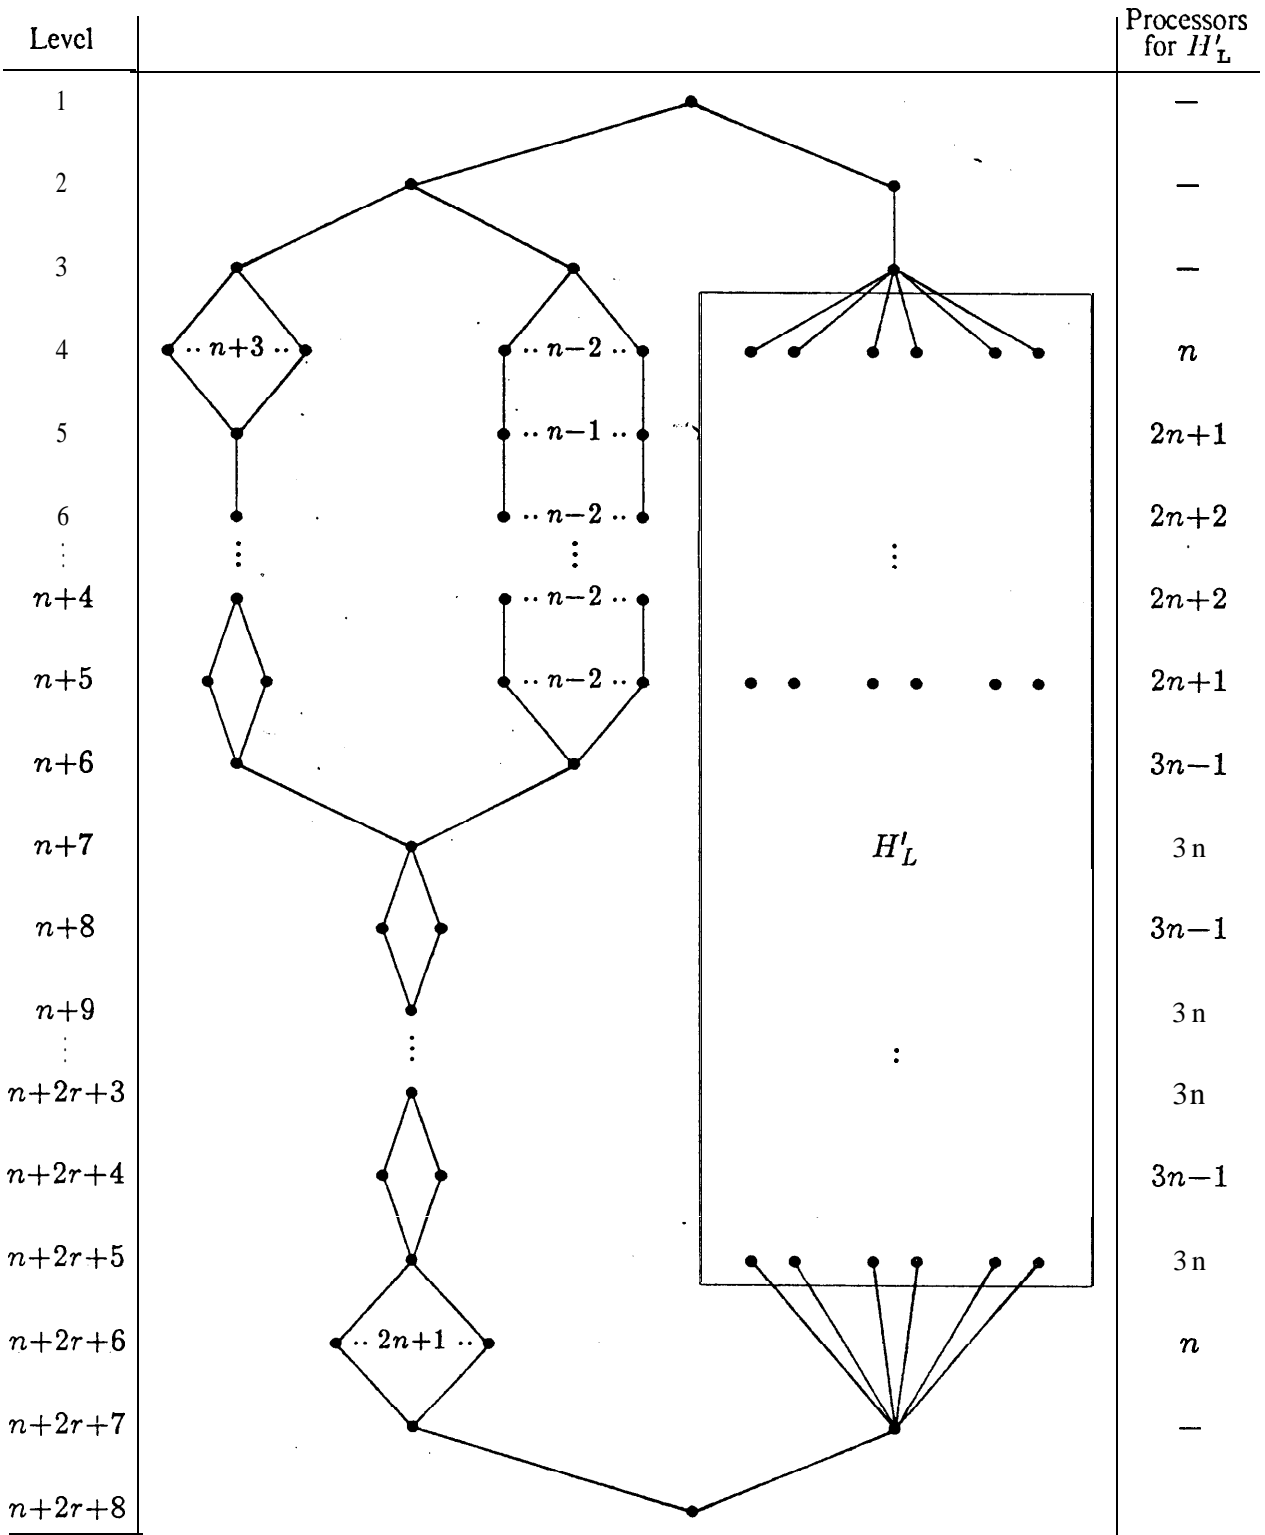 Level
Processors
for H'_L
1 —
2 —
3 —
4 ·· n+3 ·· ·· n−2 ·· n
5 ·· n−1 ·· 2n+1
6 ·· n−2 ·· 2n+2
n+4 ·· n−2 ·· 2n+2
n+5 ·· n−2 ·· 2n+1
n+6 3n−1
n+7 H'_L 3n
n+8 3n−1
n+9 3n
n+2r+3 3n
n+2r+4 3n−1
n+2r+5 3n
n+2r+6 ·· 2n+1 ·· n
n+2r+7 —
n+2r+8